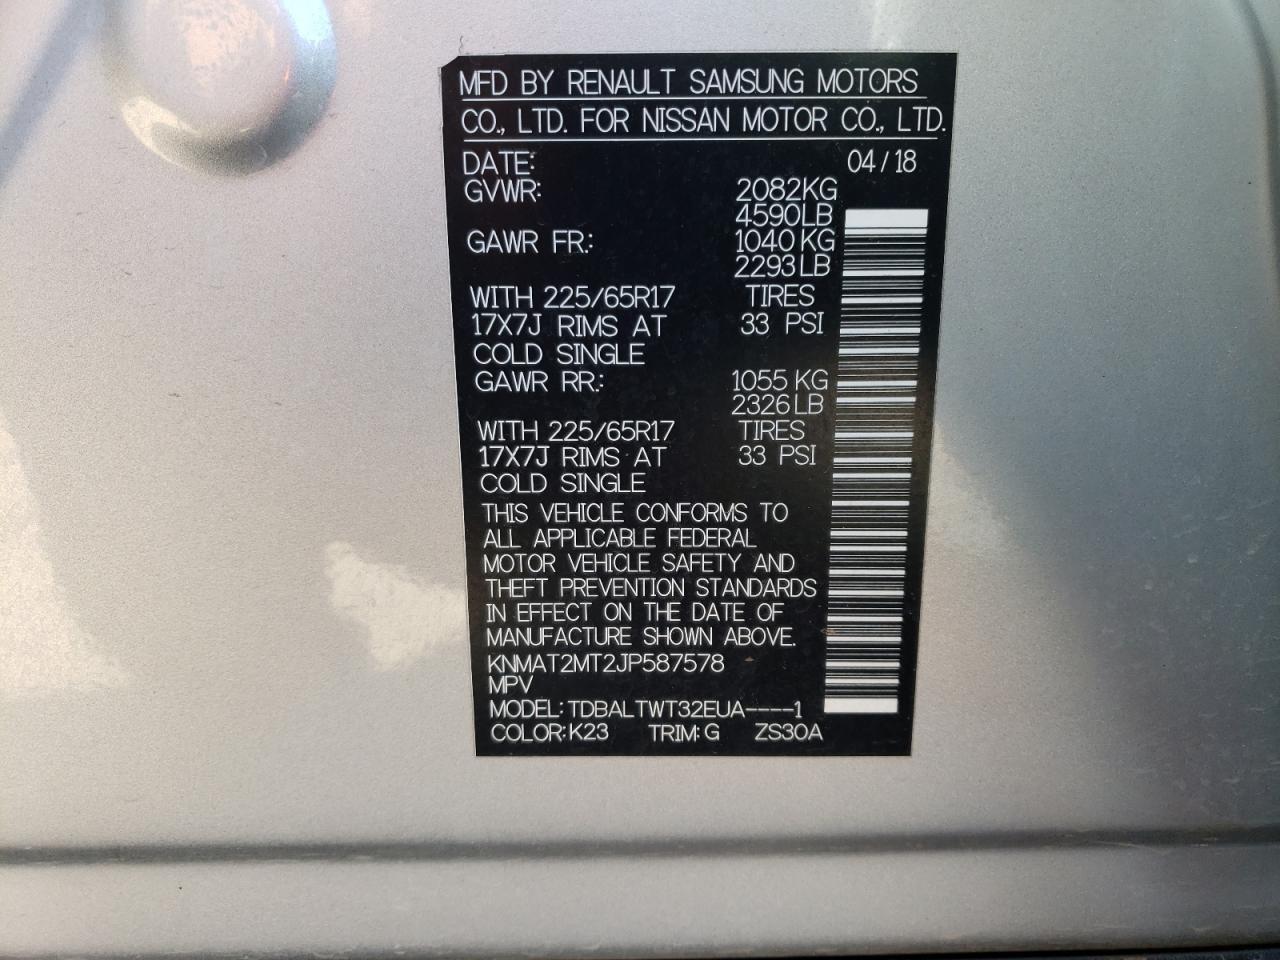 MFD BY RENAULT SAMSUNG MOTORS
CO., LTD. FOR NISSAN MOTOR CO., LTD.
DATE: 04/18
GVWR: 2082KG
4590LB
GAWR FR.: 1040KG
2293LB
WITH 225/65R17 TIRES
17X7J RIMS AT 33 PSI
COLD SINGLE
GAWR RR.: 1055KG
2326LB
WITH 225/65R17 TIRES
17X7J RIMS AT 33 PSI
COLD SINGLE
THIS VEHICLE CONFORMS TO
ALL APPLICABLE FEDERAL
MOTOR VEHICLE SAFETY AND
THEFT PREVENTION STANDARDS
IN EFFECT ON THE DATE OF
MANUFACTURE SHOWN ABOVE.
KNMAT2MT2JP587578
MPV
MODEL: TDBALTWT32EUA----1
COLOR: K23 TRIM: G ZS30A